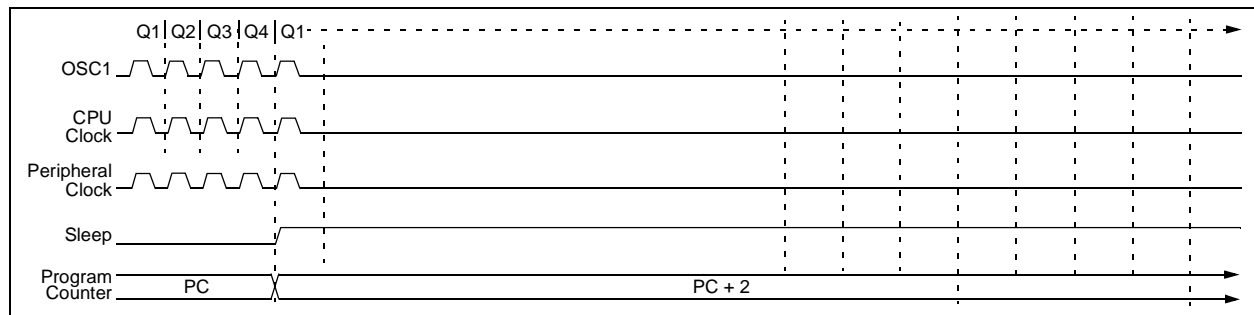 Q1 Q2 Q3 Q4 Q1
OSC1
CPU
Clock
Peripheral
Clock
Sleep
Program
Counter
PC
PC + 2